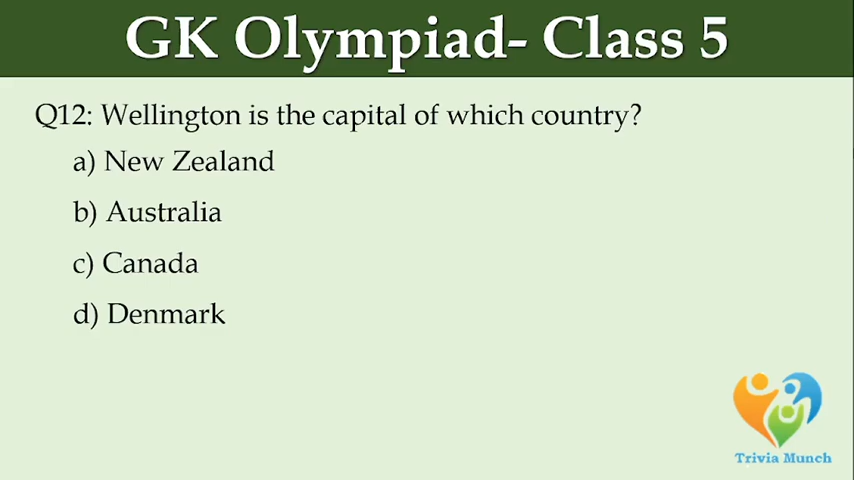 GK Olympiad- Class 5
Q12: Wellington is the capital of which country?
a) New Zealand
b) Australia
c) Canada
d) Denmark
Trivia Munch